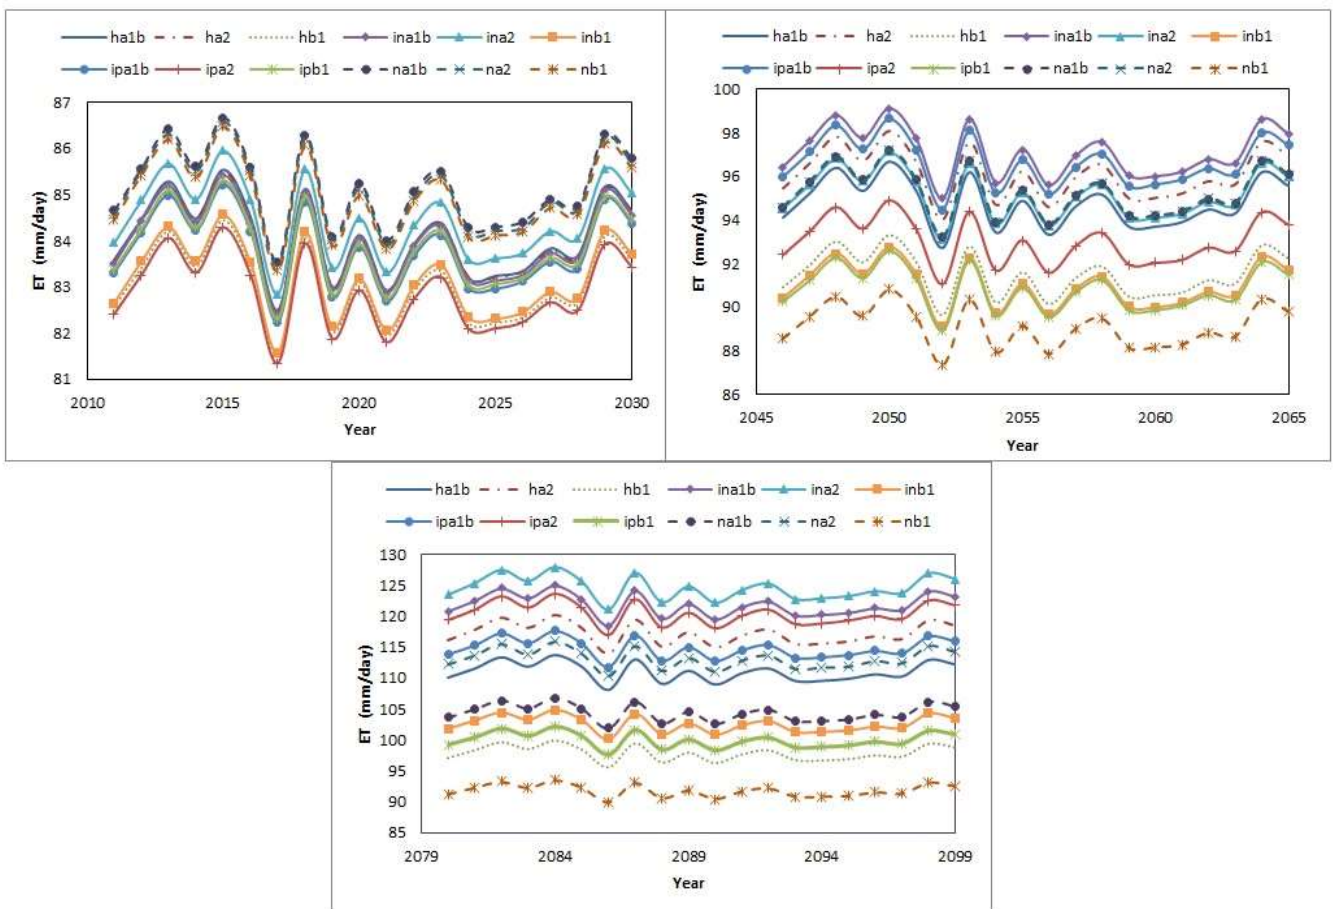 ha1b ha2 hb1 ina1b ina2 inb1
ipa1b ipa2 ipb1 na1b na2 nb1
87
86
85
84
83
82
81
ET (mm/day)
2010 2015 2020 2025 2030
Year
ha1b ha2 hb1 ina1b ina2 inb1
ipa1b ipa2 ipb1 na1b na2 nb1
100
98
96
94
92
90
88
86
ET (mm/day)
2045 2050 2055 2060 2065
Year
ha1b ha2 hb1 ina1b ina2 inb1
ipa1b ipa2 ipb1 na1b na2 nb1
130
125
120
115
110
105
100
95
90
85
ET (mm/day)
2079 2084 2089 2094 2099
Year